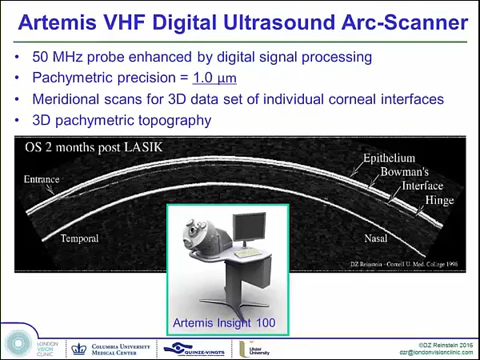 Artemis VHF Digital Ultrasound Arc-Scanner
• 50 MHz probe enhanced by digital signal processing
• Pachymetric precision = 1.0 µm
• Meridional scans for 3D data set of individual corneal interfaces
• 3D pachymetric topography
OS 2 months post LASIK
Epithelium
Bowman's
Interface
Hinge
Entrance
Temporal
Nasal
DZ Reinstein - Cornell U. Med. College 1998
Artemis Insight 100
LONDON
VISION
CLINIC
COLUMBIA UNIVERSITY
MEDICAL CENTER
QUINZE-VINGTS
Ulster
University
©DZ Reinstein 2016
dzr@londonvisionclinic.com